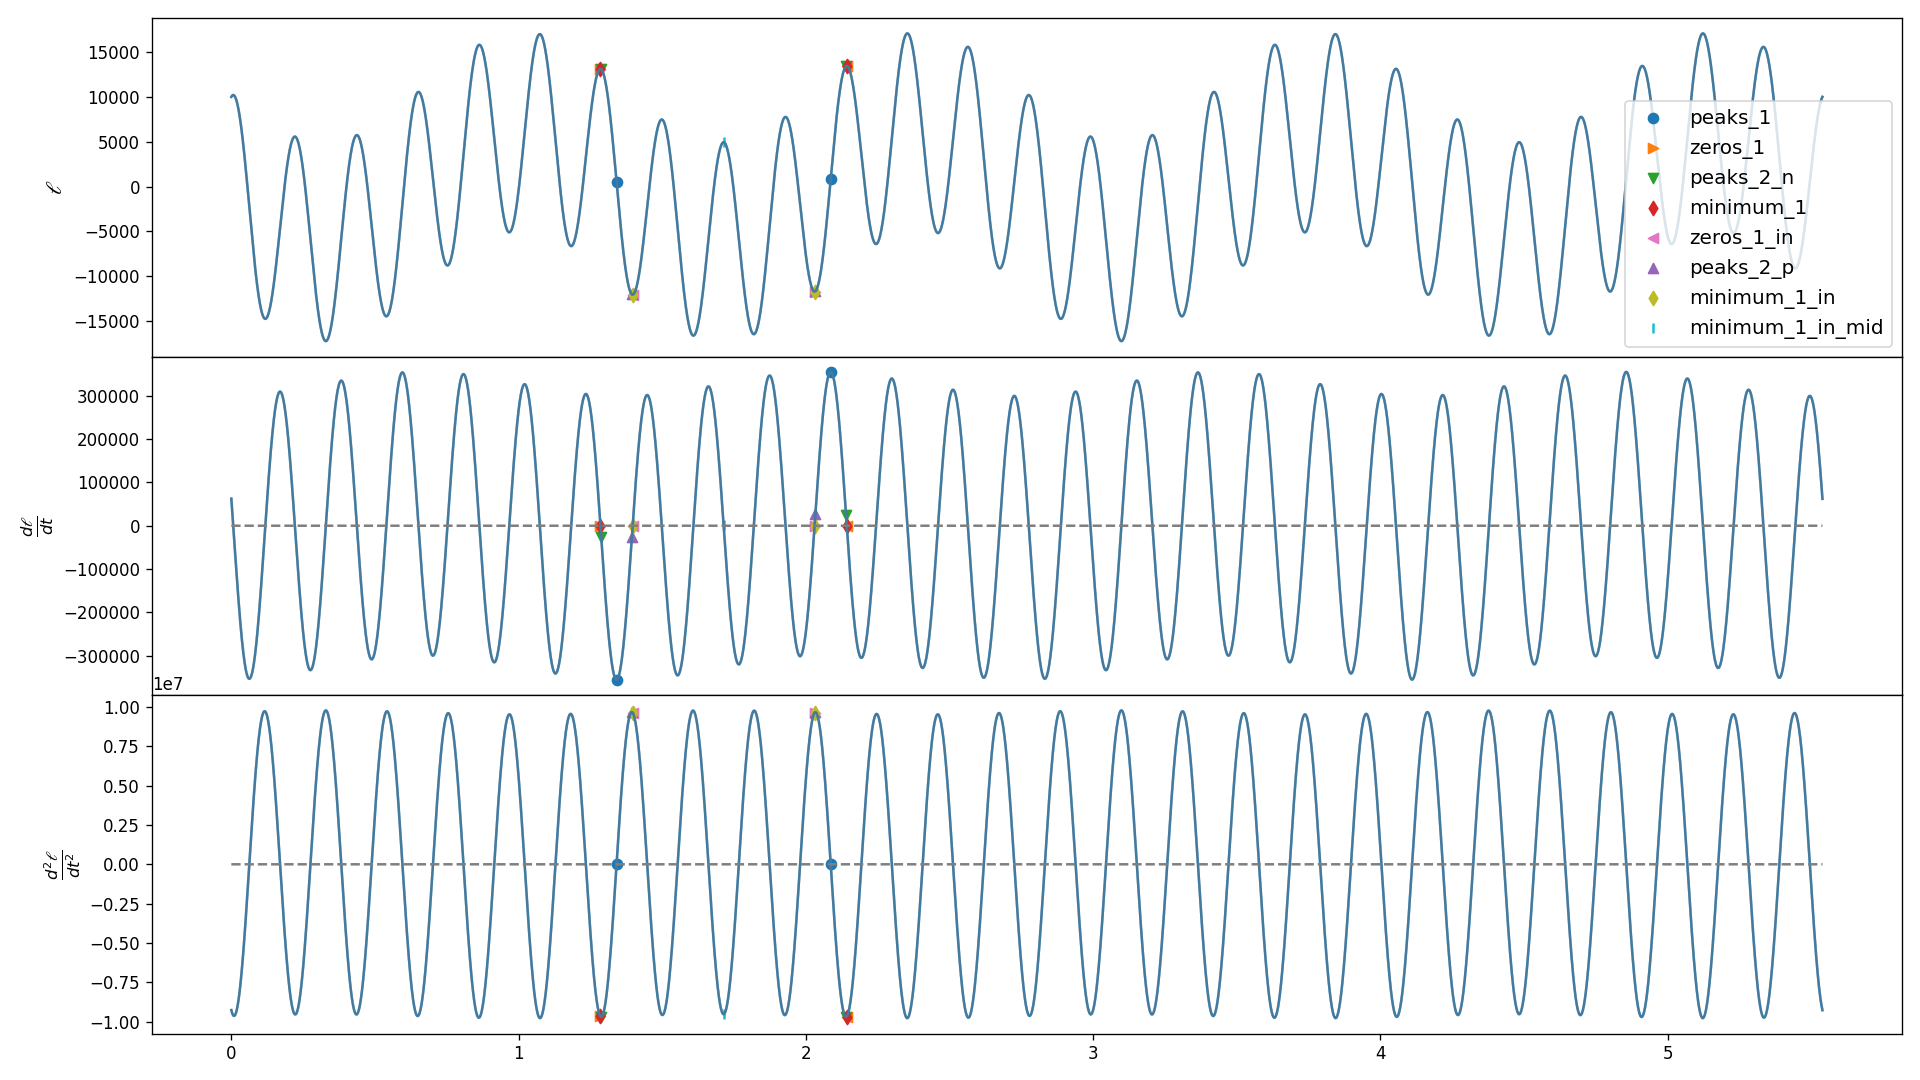 15000
10000
5000
0
−5000
−10000
−15000
ℓ
peaks_1
zeros_1
peaks_2_n
minimum_1
zeros_1_in
peaks_2_p
minimum_1_in
minimum_1_in_mid
300000
200000
100000
0
−100000
−200000
−300000
dℓ
dt
1e7
1.00
0.75
0.50
0.25
0.00
−0.25
−0.50
−0.75
−1.00
d²ℓ
dt²
0 1 2 3 4 5